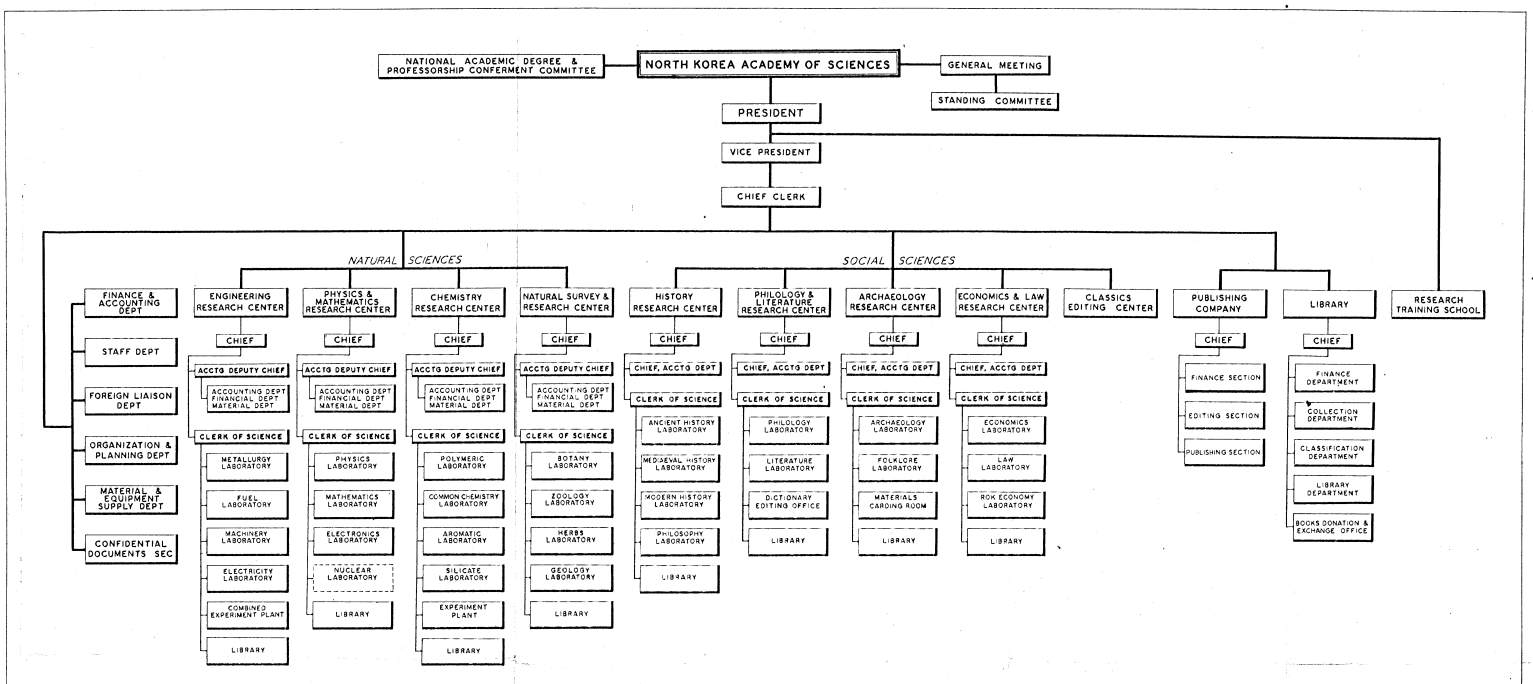 NATIONAL ACADEMIC DEGREE &
PROFESSORSHIP CONFERMENT COMMITTEE
NORTH KOREA ACADEMY OF SCIENCES
GENERAL MEETING
STANDING COMMITTEE
PRESIDENT
VICE PRESIDENT
CHIEF CLERK
NATURAL SCIENCES
SOCIAL SCIENCES
FINANCE &
ACCOUNTING
DEPT
STAFF DEPT
FOREIGN LIAISON
DEPT
ORGANIZATION &
PLANNING DEPT
MATERIAL &
EQUIPMENT
SUPPLY DEPT
CONFIDENTIAL
DOCUMENTS SEC
ENGINEERING
RESEARCH CENTER
CHIEF
ACCTG DEPUTY CHIEF
ACCOUNTING DEPT
FINANCIAL DEPT
MATERIAL DEPT
CLERK OF SCIENCE
METALLURGY
LABORATORY
FUEL
LABORATORY
MACHINERY
LABORATORY
ELECTRICITY
LABORATORY
COMBINED
EXPERIMENT PLANT
LIBRARY
PHYSICS &
MATHEMATICS
RESEARCH CENTER
CHIEF
ACCTG DEPUTY CHIEF
ACCOUNTING DEPT
FINANCIAL DEPT
MATERIAL DEPT
CLERK OF SCIENCE
PHYSICS
LABORATORY
MATHEMATICS
LABORATORY
ELECTRONICS
LABORATORY
NUCLEAR
LABORATORY
LIBRARY
CHEMISTRY
RESEARCH CENTER
CHIEF
ACCTG DEPUTY CHIEF
ACCOUNTING DEPT
FINANCIAL DEPT
MATERIAL DEPT
CLERK OF SCIENCE
POLYMERIC
LABORATORY
COMMON CHEMISTRY
LABORATORY
AROMATIC
LABORATORY
SILICATE
LABORATORY
EXPERIMENT
PLANT
LIBRARY
NATURAL SURVEY &
RESEARCH CENTER
CHIEF
ACCTG DEPUTY CHIEF
ACCOUNTING DEPT
FINANCIAL DEPT
MATERIAL DEPT
CLERK OF SCIENCE
BOTANY
LABORATORY
ZOOLOGY
LABORATORY
HERBS
LABORATORY
GEOLOGY
LABORATORY
LIBRARY
HISTORY
RESEARCH CENTER
CHIEF
CHIEF, ACCTG DEPT
CLERK OF SCIENCE
ANCIENT HISTORY
LABORATORY
MEDIAEVAL HISTORY
LABORATORY
MODERN HISTORY
LABORATORY
PHILOSOPHY
LABORATORY
LIBRARY
PHILOLOGY &
LITERATURE
RESEARCH CENTER
CHIEF
CHIEF, ACCTG DEPT
CLERK OF SCIENCE
PHILOLOGY
LABORATORY
LITERATURE
LABORATORY
DICTIONARY
EDITING OFFICE
LIBRARY
ARCHAEOLOGY
RESEARCH CENTER
CHIEF
CHIEF, ACCTG DEPT
CLERK OF SCIENCE
ARCHAEOLOGY
LABORATORY
FOLKLORE
LABORATORY
MATERIALS
CARDING ROOM
LIBRARY
ECONOMICS & LAW
RESEARCH CENTER
CHIEF
CHIEF, ACCTG DEPT
CLERK OF SCIENCE
ECONOMICS
LABORATORY
LAW
LABORATORY
ROK ECONOMY
LABORATORY
LIBRARY
CLASSICS
EDITING CENTER
PUBLISHING
COMPANY
CHIEF
FINANCE SECTION
EDITING SECTION
PUBLISHING SECTION
LIBRARY
CHIEF
FINANCE
DEPARTMENT
COLLECTION
DEPARTMENT
CLASSIFICATION
DEPARTMENT
LIBRARY
DEPARTMENT
BOOKS DONATION &
EXCHANGE OFFICE
RESEARCH
TRAINING SCHOOL